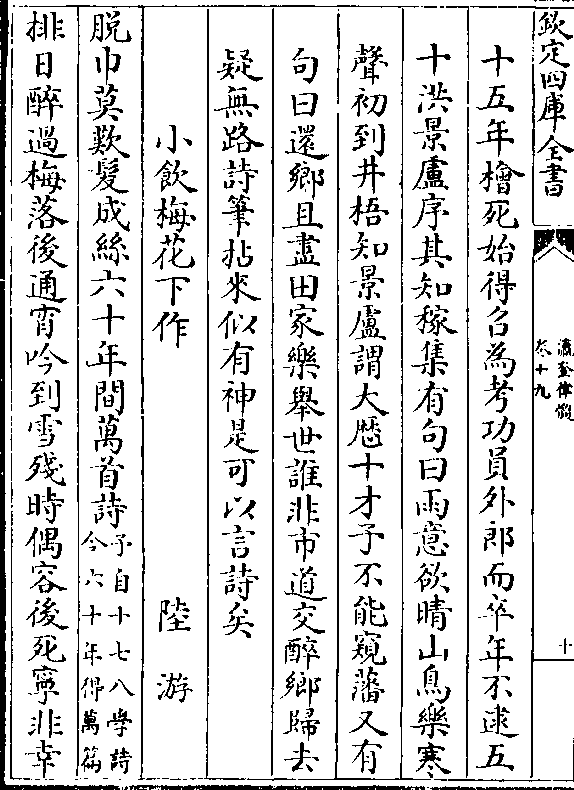 欽定四庫全書
瀛奎律髓
卷十九
十
十五年檜死始得召為考功員外郎而卒年不逮五
十洪景盧序其知稼集有句曰雨意欲晴山鳥樂寒
聲初到井梧知景盧謂大厯十才子不能窺藩又有
句曰還鄉且盡田家樂舉世誰非市道交醉鄉歸去
疑無路詩筆拈來似有神是可以言詩矣
小飲梅花下作
陸游
脱巾莫歎髮成絲六十年間萬首詩予自十七八學詩
今六十年得萬篇
排日醉過梅落後通宵吟到雪殘時偶容後死寧非幸